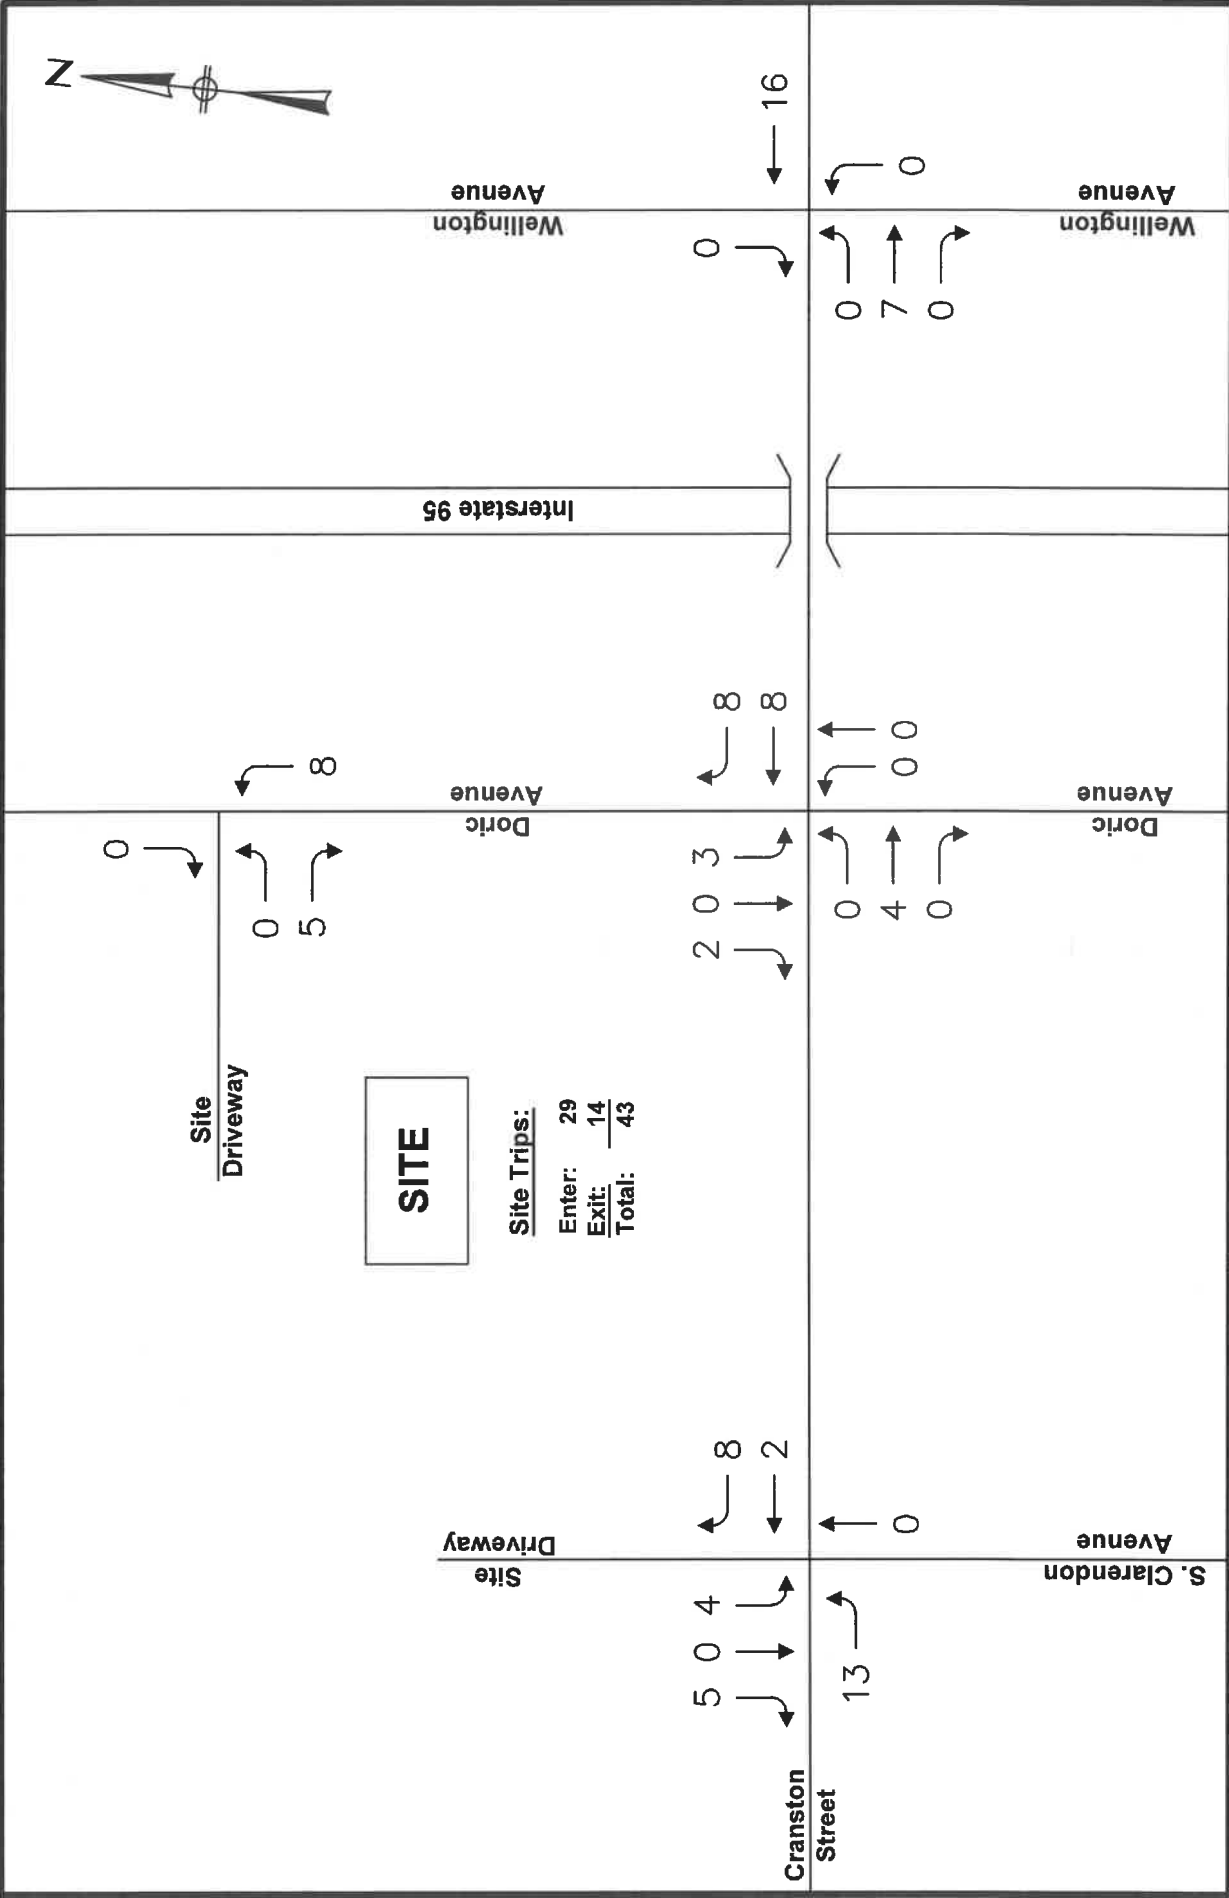 N
0
Site
Driveway
0
5
8
SITE
Site Trips:
Enter: 29
Exit: 14
Total: 43
Site
Driveway
Doric
Avenue
Interstate 95
Wellington
Avenue
5 0 4
8
2
2 0 3
8
8
0
16
Cranston
Street
13
0
0
4
0
0 0
0
7
0
0
S. Clarendon
Avenue
Doric
Avenue
Wellington
Avenue